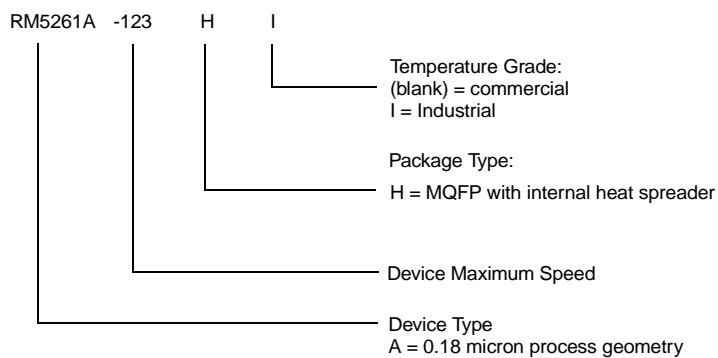 RM5261A -123 H I
Temperature Grade:
(blank) = commercial
I = Industrial
Package Type:
H = MQFP with internal heat spreader
Device Maximum Speed
Device Type
A = 0.18 micron process geometry